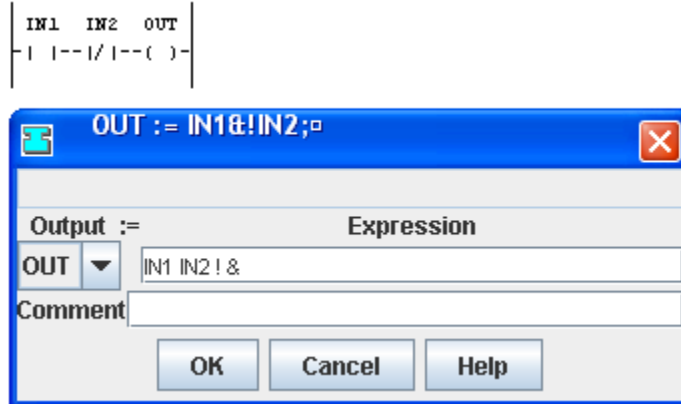 IN1 IN2 OUT
-| |--|/|--( )-
OUT := IN1&!IN2;¤
Output := Expression
OUT IN1 IN2 ! &
Comment
OK Cancel Help